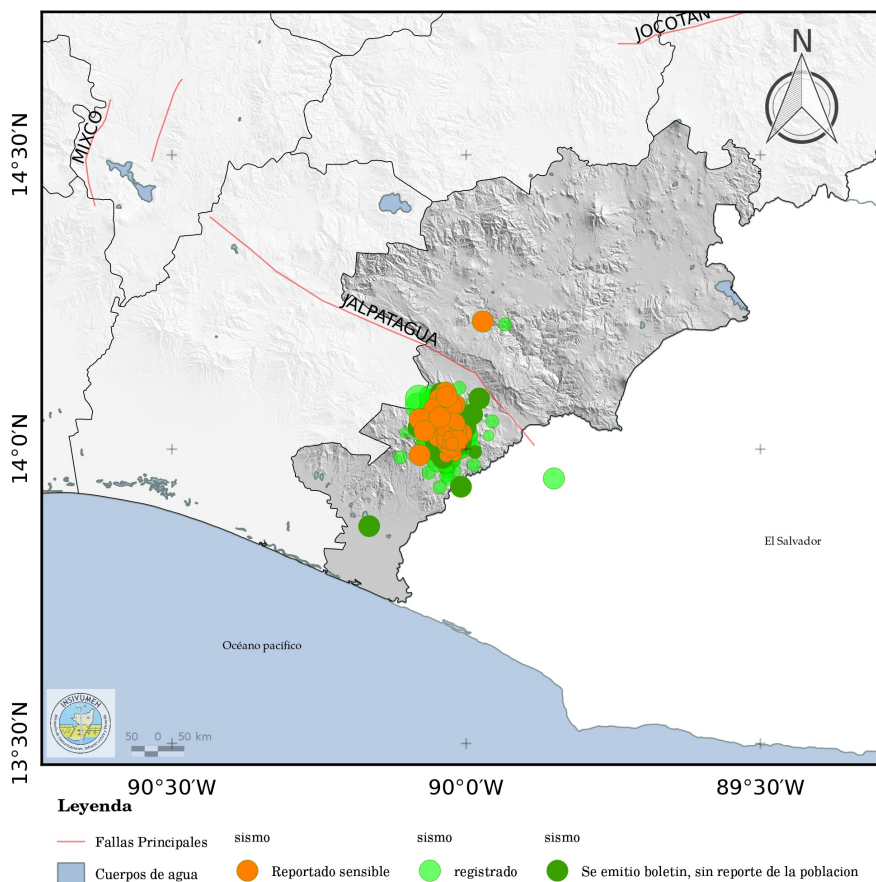 JOCOTAN
N
MIXCO
14°30′N
JALPATAGUA
14°0′N
El Salvador
Océano pacífico
INSIVUMEH
50 0 50 km
13°30′N
90°30′W 90°0′W 89°30′W
Leyenda
Fallas Principales
Cuerpos de agua
sismo
Reportado sensible
sismo
registrado
sismo
Se emitio boletin, sin reporte de la poblacion